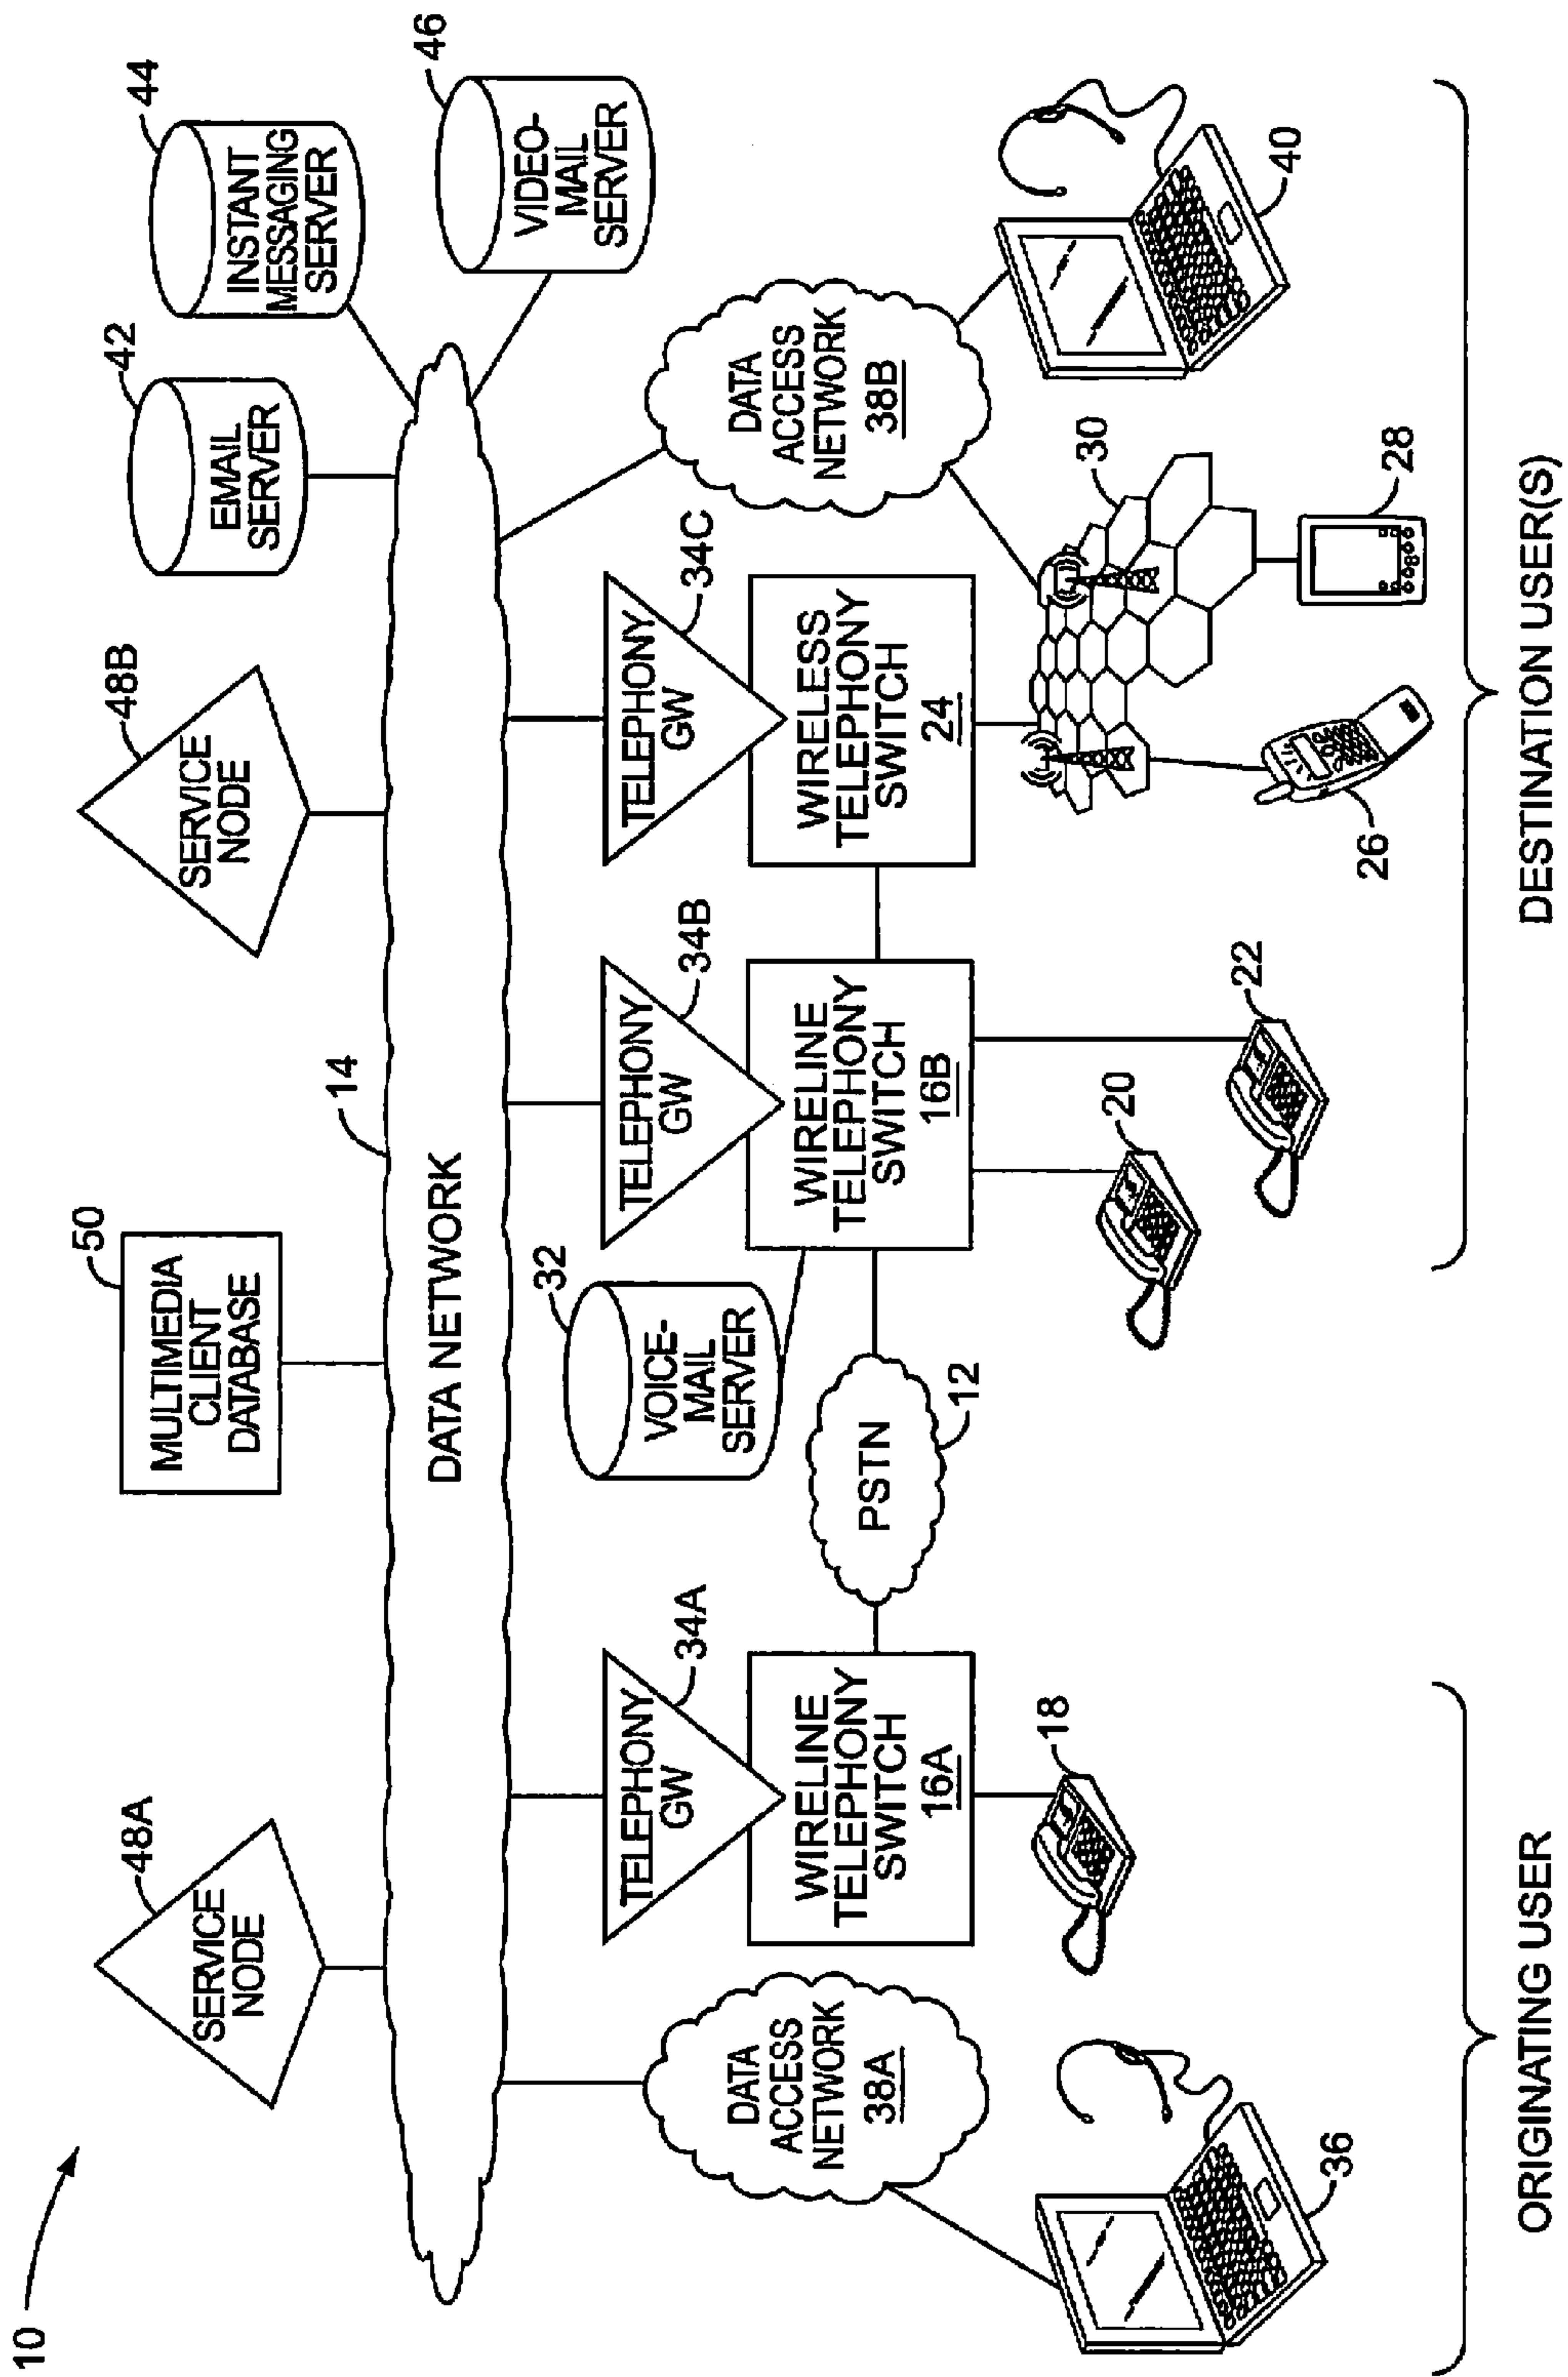 10
SERVICE
NODE
48A
MULTIMEDIA
CLIENT
DATABASE
50
14
SERVICE
NODE
48B
EMAIL
SERVER
42
INSTANT
MESSAGING
SERVER
44
VIDEO-
MAIL
SERVER
46
DATA NETWORK
DATA
ACCESS
NETWORK
38A
TELEPHONY
GW
34A
WIRELINE
TELEPHONY
SWITCH
16A
PSTN
12
VOICE-
MAIL
SERVER
32
TELEPHONY
GW
34B
WIRELINE
TELEPHONY
SWITCH
16B
TELEPHONY
GW
34C
WIRELESS
TELEPHONY
SWITCH
24
DATA
ACCESS
NETWORK
38B
36
18
20
22
26
30
28
40
ORIGINATING USER
DESTINATION USER(S)